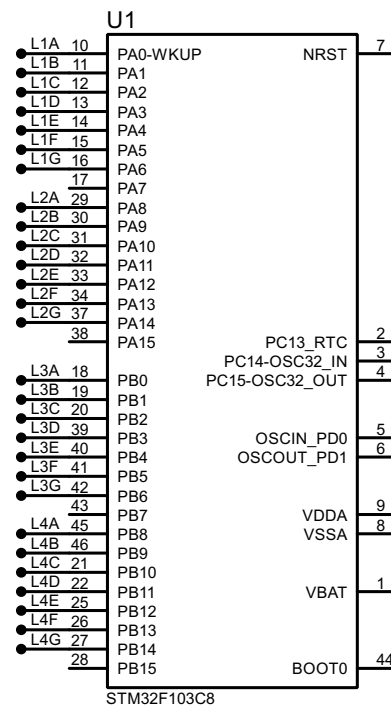 U1
L1A 10 PA0-WKUP NRST 7
L1B 11 PA1
L1C 12 PA2
L1D 13 PA3
L1E 14 PA4
L1F 15 PA5
L1G 16 PA6
17 PA7
L2A 29 PA8
L2B 30 PA9
L2C 31 PA10
L2D 32 PA11
L2E 33 PA12
L2F 34 PA13
L2G 37 PA14
38 PA15 PC13_RTC 2
PC14-OSC32_IN 3
L3A 18 PB0 PC15-OSC32_OUT 4
L3B 19 PB1
L3C 20 PB2
L3D 39 PB3 OSCIN_PD0 5
L3E 40 PB4 OSCOUT_PD1 6
L3F 41 PB5
L3G 42 PB6
43 PB7 VDDA 9
L4A 45 PB8 VSSA 8
L4B 46 PB9
L4C 21 PB10
L4D 22 PB11 VBAT 1
L4E 25 PB12
L4F 26 PB13
L4G 27 PB14
28 PB15 BOOT0 44
STM32F103C8